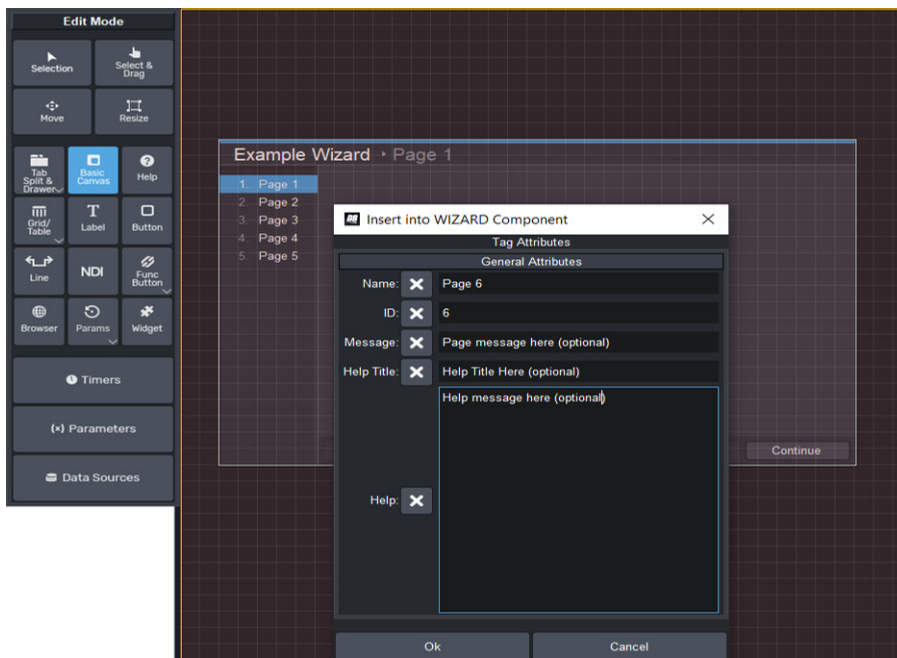 Edit Mode
Selection
Select &
Drag
Move
Resize
Tab
Split &
Drawer
Basic
Canvas
Help
Grid/
Table
Label
Button
Line
NDI
Func
Button
Browser
Params
Widget
Timers
(×) Parameters
Data Sources
Example Wizard ‣ Page 1
1. Page 1
2. Page 2
3. Page 3
4. Page 4
5. Page 5
Continue
Insert into WIZARD Component
Tag Attributes
General Attributes
Name: Page 6
ID: 6
Message: Page message here (optional)
Help Title: Help Title Here (optional)
Help: Help message here (optional)
Ok Cancel